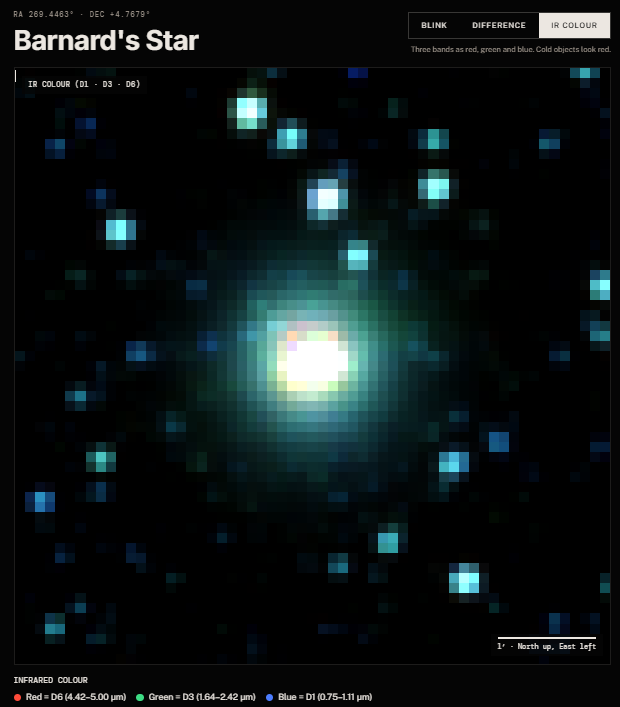 RA 269.4463° · DEC +4.7679°
Barnard's Star
BLINK DIFFERENCE IR COLOUR
Three bands as red, green and blue. Cold objects look red.
IR COLOUR (D1 · D3 · D6)
1′ · North up, East left
INFRARED COLOUR
Red = D6 (4.42–5.00 μm) Green = D3 (1.64–2.42 μm) Blue = D1 (0.75–1.11 μm)